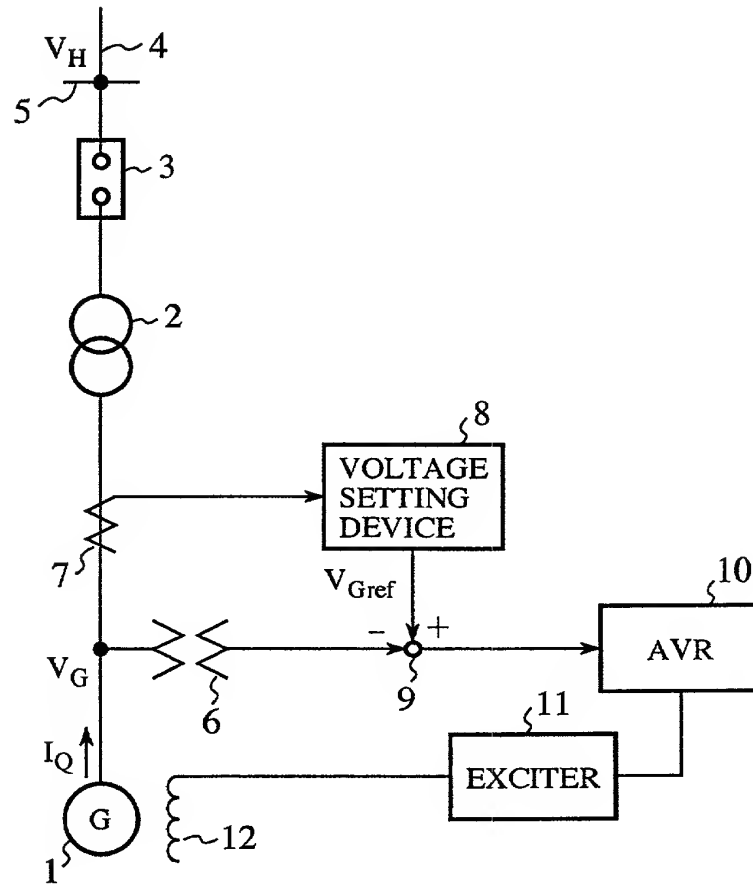 V_H
4
5
3
2
8
VOLTAGE
SETTING
DEVICE
7
V_Gref
10
- +
AVR
V_G
6
9
11
I_Q
EXCITER
G
12
1